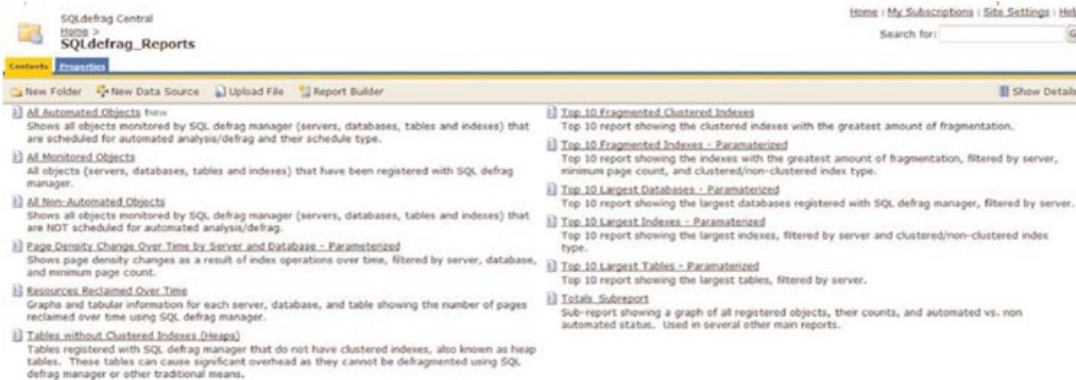 SQLdefrag Central
Home >
SQLdefrag_Reports
Home | My Subscriptions | Site Settings | Help
Search for:
G
Contents
Properties
New Folder
New Data Source
Upload File
Report Builder
Show Details
All Automated Objects !NEW
Shows all objects monitored by SQL defrag manager (servers, databases, tables and indexes) that
are scheduled for automated analysis/defrag and their schedule type.
All Monitored Objects
All objects (servers, databases, tables and indexes) that have been registered with SQL defrag
manager.
All Non-Automated Objects
Shows all objects monitored by SQL defrag manager (servers, databases, tables and indexes) that
are NOT scheduled for automated analysis/defrag.
Page Density Change Over Time by Server and Database - Parameterized
Shows page density changes as a result of index operations over time, filtered by server, database,
and minimum page count.
Resources Reclaimed Over Time
Graphs and tabular information for each server, database, and table showing the number of pages
reclaimed over time using SQL defrag manager.
Tables without Clustered Indexes (Heaps)
Tables registered with SQL defrag manager that do not have clustered indexes, also known as heap
tables. These tables can cause significant overhead as they cannot be defragmented using SQL
defrag manager or other traditional means.
Top 10 Fragmented Clustered Indexes
Top 10 report showing the clustered indexes with the greatest amount of fragmentation.
Top 10 Fragmented Indexes - Paramaterized
Top 10 report showing the indexes with the greatest amount of fragmentation, filtered by server,
minimum page count, and clustered/non-clustered index type.
Top 10 Largest Databases - Paramaterized
Top 10 report showing the largest databases registered with SQL defrag manager, filtered by server.
Top 10 Largest Indexes - Paramaterized
Top 10 report showing the largest indexes, filtered by server and clustered/non-clustered index
type.
Top 10 Largest Tables - Paramaterized
Top 10 report showing the largest tables, filtered by server.
Totals_Subreport
Sub-report showing a graph of all registered objects, their counts, and automated vs. non
automated status. Used in several other main reports.